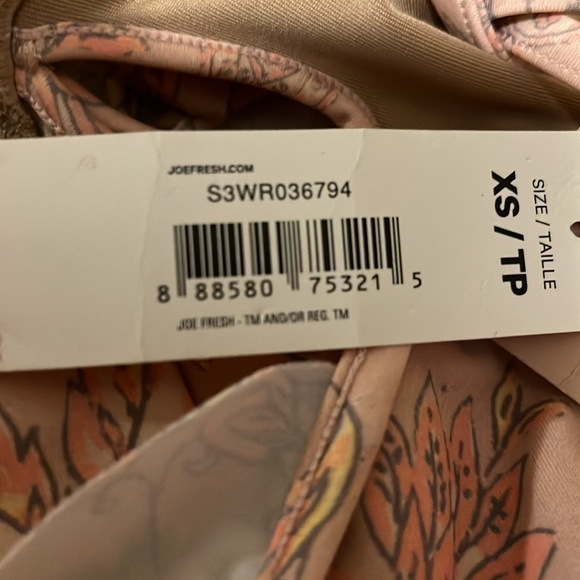 JOEFRESH.COM
S3WR036794
8 88580 75321 5
JOE FRESH - TM AND/OR REG. TM
SIZE / TAILLE
XS / TP